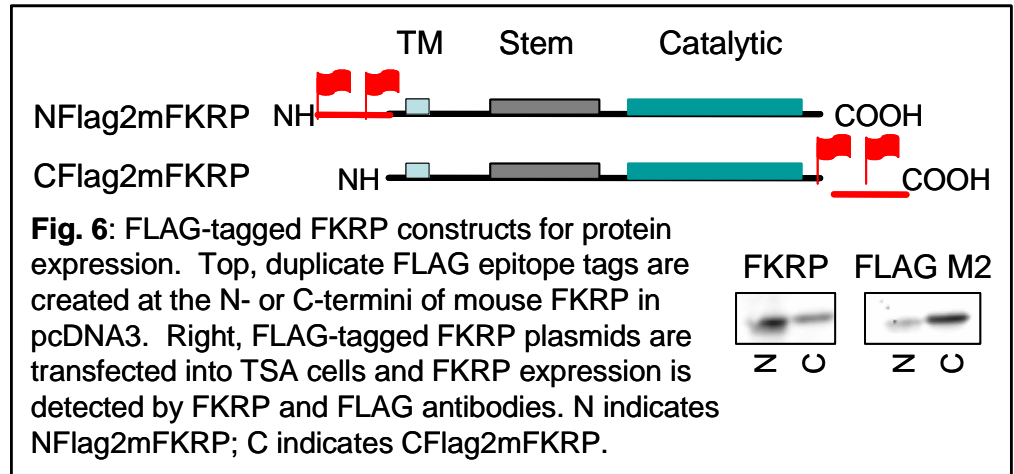 TM Stem Catalytic
NFlag2mFKRP NH COOH
CFlag2mFKRP NH COOH
Fig. 6: FLAG-tagged FKRP constructs for protein
expression. Top, duplicate FLAG epitope tags are
created at the N- or C-termini of mouse FKRP in
pcDNA3. Right, FLAG-tagged FKRP plasmids are
transfected into TSA cells and FKRP expression is
detected by FKRP and FLAG antibodies. N indicates
NFlag2mFKRP; C indicates CFlag2mFKRP.
FKRP FLAG M2
N C N C